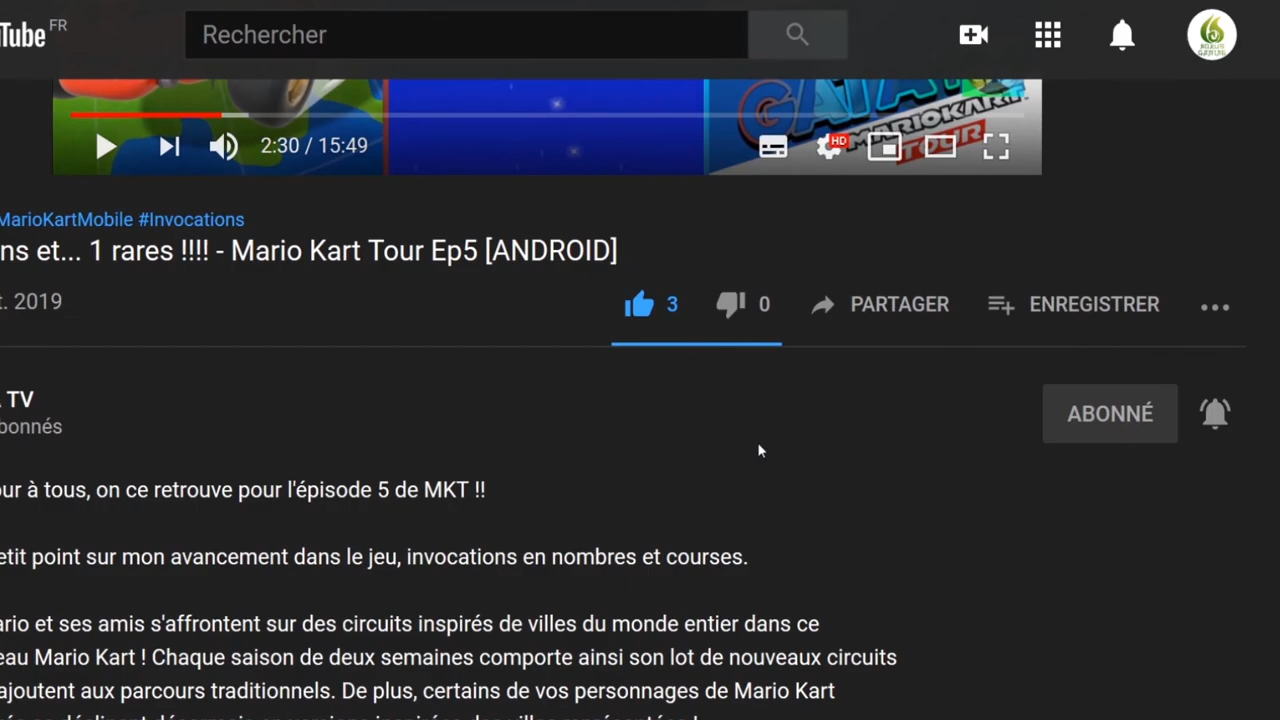 Tube FR
Rechercher
GATA
MARIOKART
TOUR
2:30 / 15:49
HD
MarioKartMobile #Invocations
ns et... 1 rares !!!! - Mario Kart Tour Ep5 [ANDROID]
t. 2019
3
0
PARTAGER
ENREGISTRER
TV
bonnés
ABONNÉ
ur à tous, on ce retrouve pour l'épisode 5 de MKT !!
etit point sur mon avancement dans le jeu, invocations en nombres et courses.
ario et ses amis s'affrontent sur des circuits inspirés de villes du monde entier dans ce
eau Mario Kart ! Chaque saison de deux semaines comporte ainsi son lot de nouveaux circuits
ajoutent aux parcours traditionnels. De plus, certains de vos personnages de Mario Kart